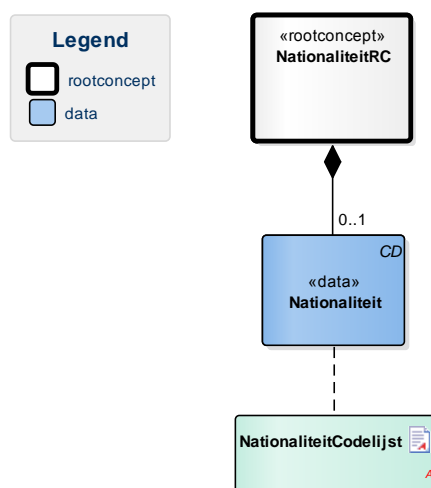 Legend
rootconcept
data
«rootconcept»
NationaliteitRC
0..1
CD
«data»
Nationaliteit
NationaliteitCodelijst
A